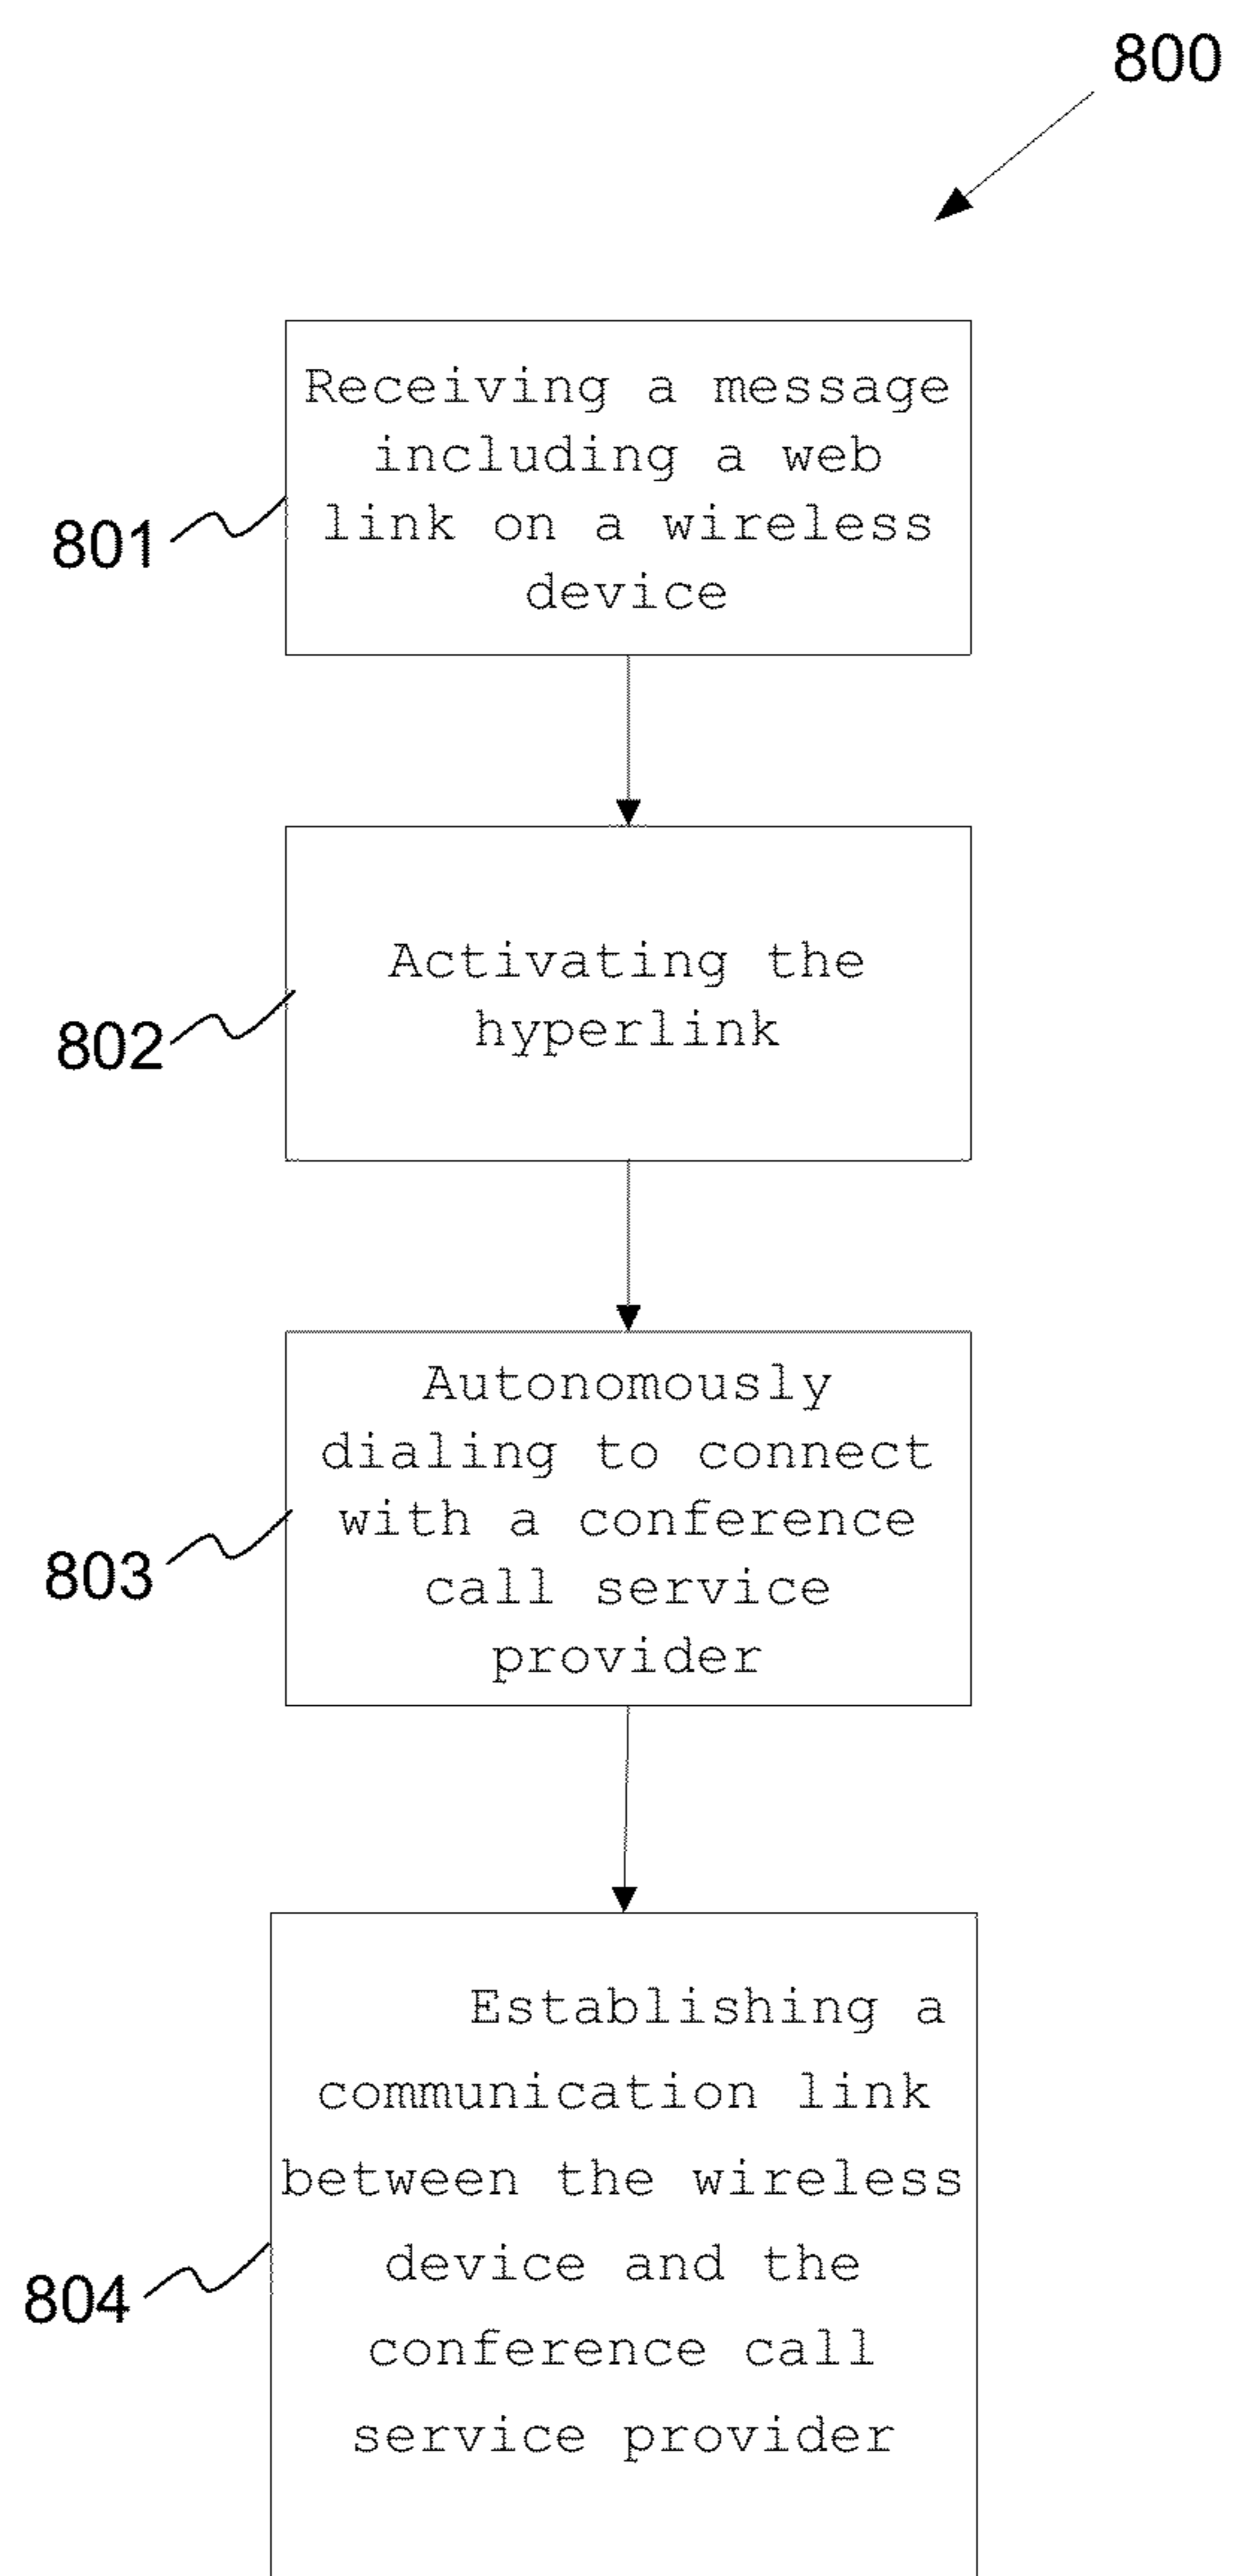 800
Receiving a message
including a web
link on a wireless
device
801
Activating the
hyperlink
802
Autonomously
dialing to connect
with a conference
call service
provider
803
Establishing a
communication link
between the wireless
device and the
conference call
service provider
804